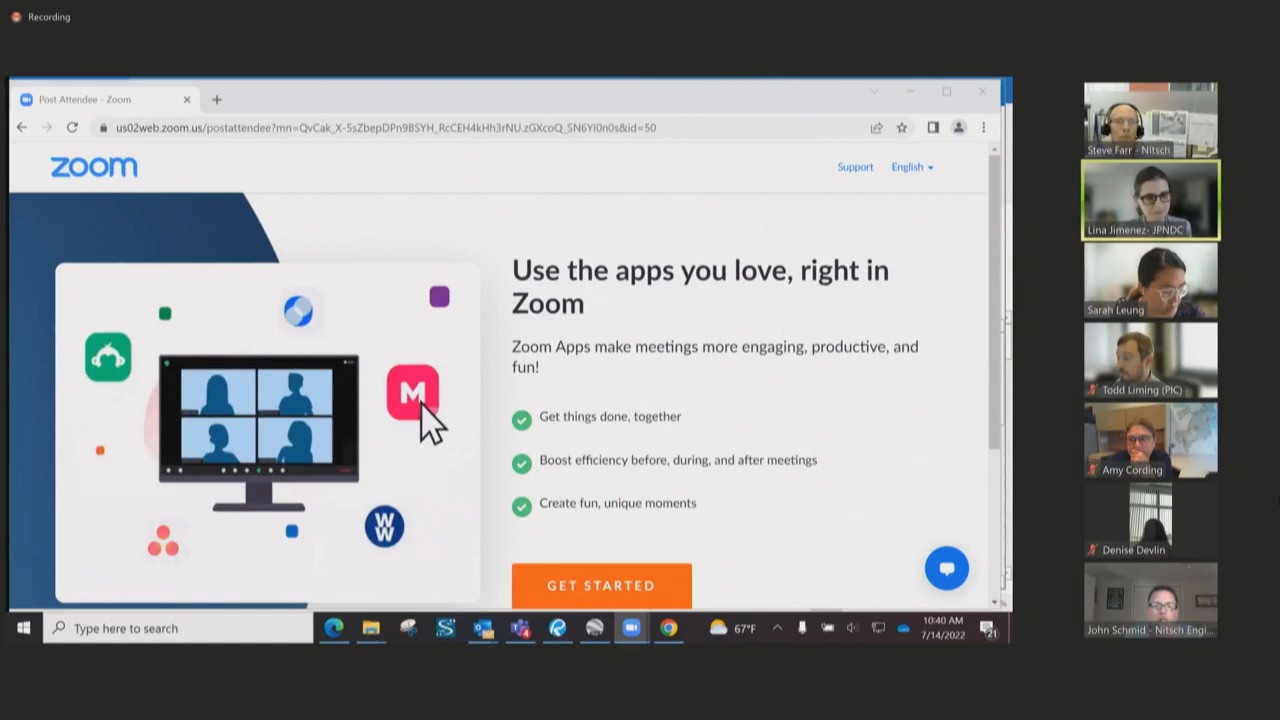 Recording
Post Attendee - Zoom
us02web.zoom.us/postattendee?mn=QvCak_X-5sZbepDPn9BSYH_RcCEH4kHh3rNU.zGXcoQ_SN6YI0n0s&id=50
zoom
Support
English
Use the apps you love, right in
Zoom
Zoom Apps make meetings more engaging, productive, and
fun!
Get things done, together
Boost efficiency before, during, and after meetings
Create fun, unique moments
GET STARTED
M
W
W
Type here to search
67°F
10:40 AM
7/14/2022
21
Steve Farr - Nitsch
Lina Jimenez- JPNDC
Sarah Leung
Todd Liming (PIC)
Amy Cording
Denise Devlin
John Schmid - Nitsch Engi...